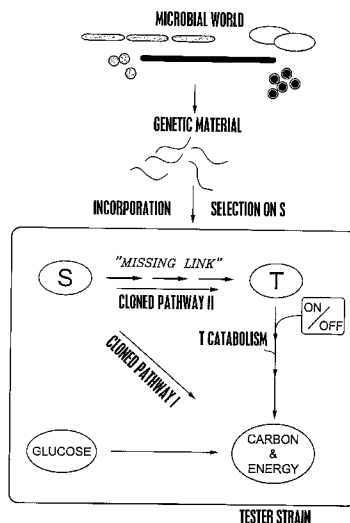 MICROBIAL WORLD
GENETIC MATERIAL
INCORPORATION SELECTION ON S
"MISSING LINK"
S T
CLONED PATHWAY II
ON/OFF
T CATABOLISM
CLONED PATHWAY I
GLUCOSE
CARBON
&
ENERGY
TESTER STRAIN